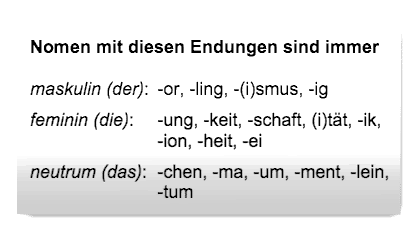 Nomen mit diesen Endungen sind immer
maskulin (der): -or, -ling, -(i)smus, -ig
feminin (die): -ung, -keit, -schaft, (i)tät, -ik,
-ion, -heit, -ei
neutrum (das): -chen, -ma, -um, -ment, -lein,
-tum